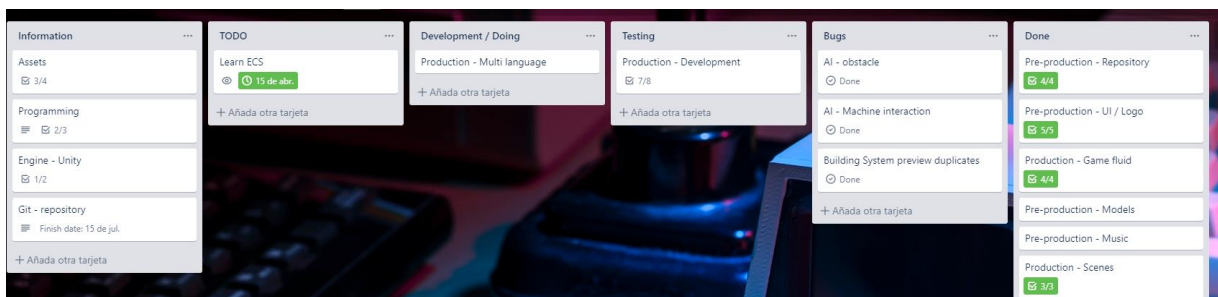 Information
Assets
3/4
Programming
2/3
Engine - Unity
1/2
Git - repository
Finish date: 15 de jul.
+ Añada otra tarjeta
TODO
Learn ECS
15 de abr.
+ Añada otra tarjeta
Development / Doing
Production - Multi language
+ Añada otra tarjeta
Testing
Production - Development
7/8
+ Añada otra tarjeta
Bugs
AI - obstacle
Done
AI - Machine interaction
Done
Building System preview duplicates
Done
+ Añada otra tarjeta
Done
Pre-production - Repository
4/4
Pre-production - UI / Logo
5/5
Production - Game fluid
4/4
Pre-production - Models
Pre-production - Music
Production - Scenes
3/3